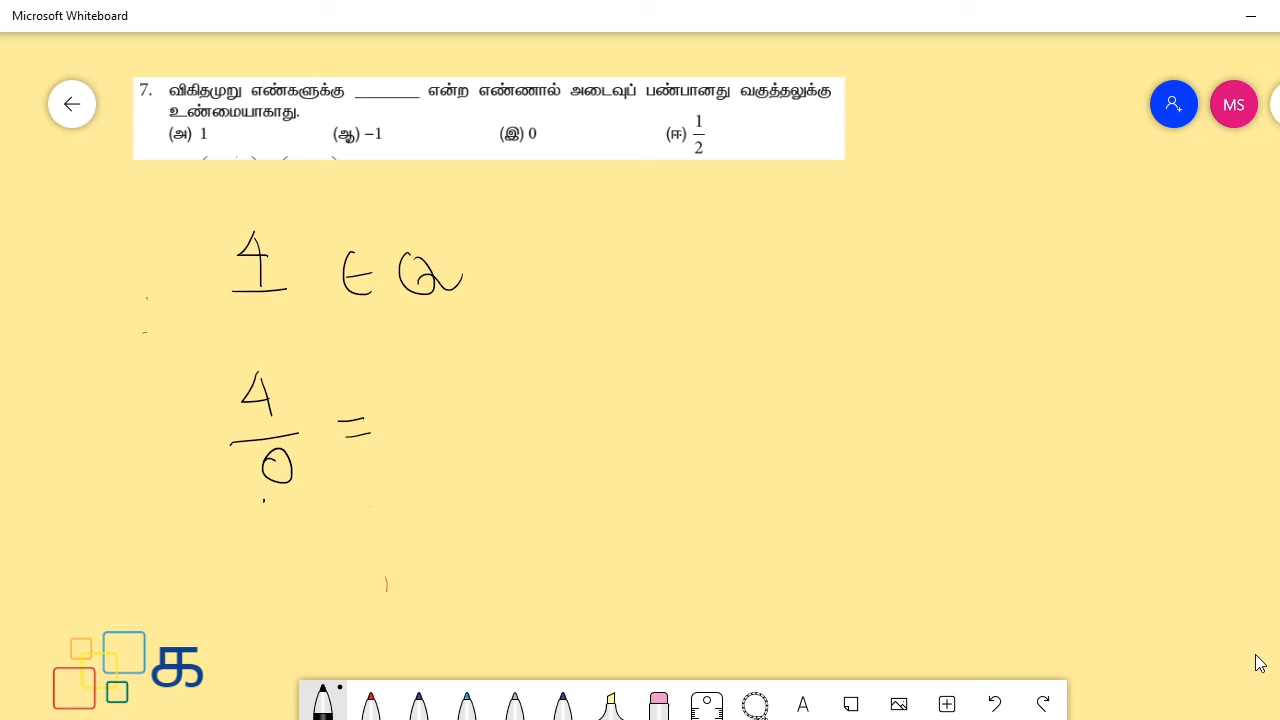 Microsoft Whiteboard
7. விகிதமுறு எண்களுக்கு ________ என்ற எண்ணால் அடைவுப் பண்பானது வகுத்தலுக்கு
உண்மையாகாது.
(அ) 1 (ஆ) –1 (இ) 0 (ஈ) 1/2
MS
4 ∈ Q
4/0 =
க
A